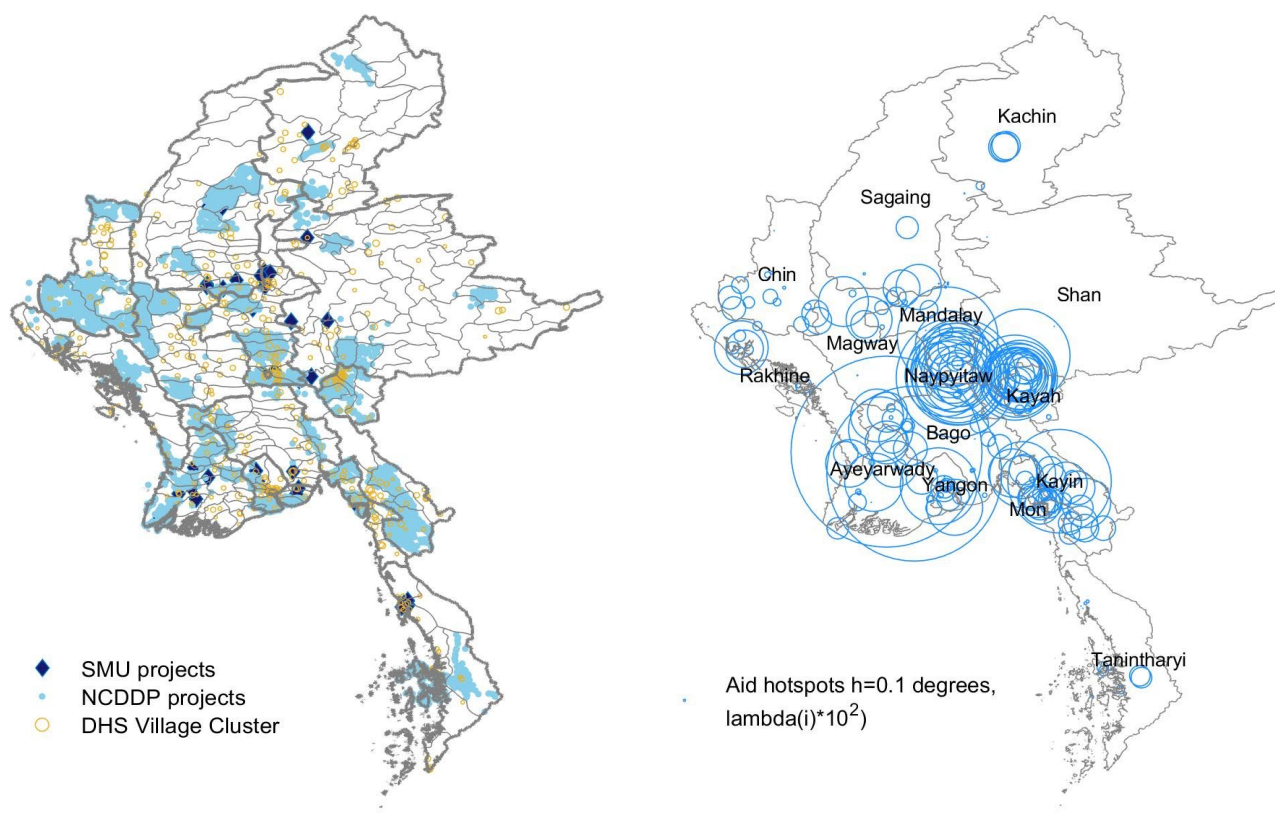 SMU projects
NCDDP projects
DHS Village Cluster
Kachin
Sagaing
Chin
Shan
Mandalay
Magway
Rakhine
Naypyitaw
Kayah
Bago
Ayeyarwady
Yangon
Kayin
Mon
Tanintharyi
Aid hotspots h=0.1 degrees,
lambda(i)*10²)